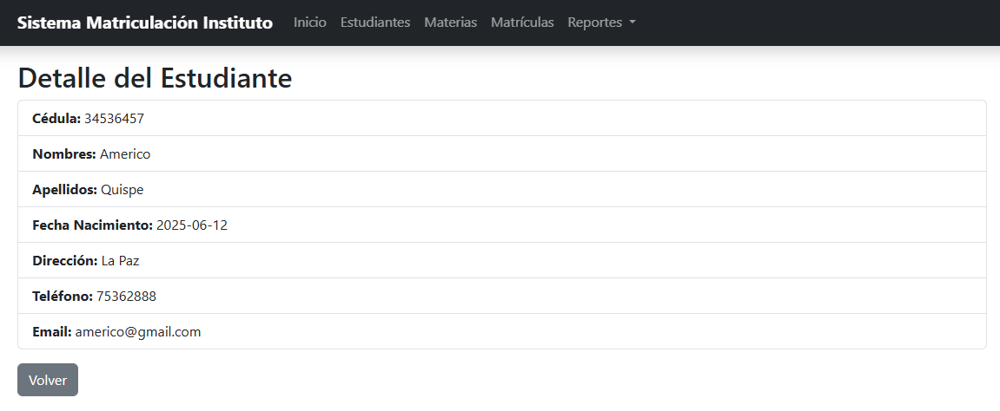 Sistema Matriculación Instituto Inicio Estudiantes Materias Matrículas Reportes
Detalle del Estudiante
Cédula: 34536457
Nombres: Americo
Apellidos: Quispe
Fecha Nacimiento: 2025-06-12
Dirección: La Paz
Teléfono: 75362888
Email: americo@gmail.com
Volver